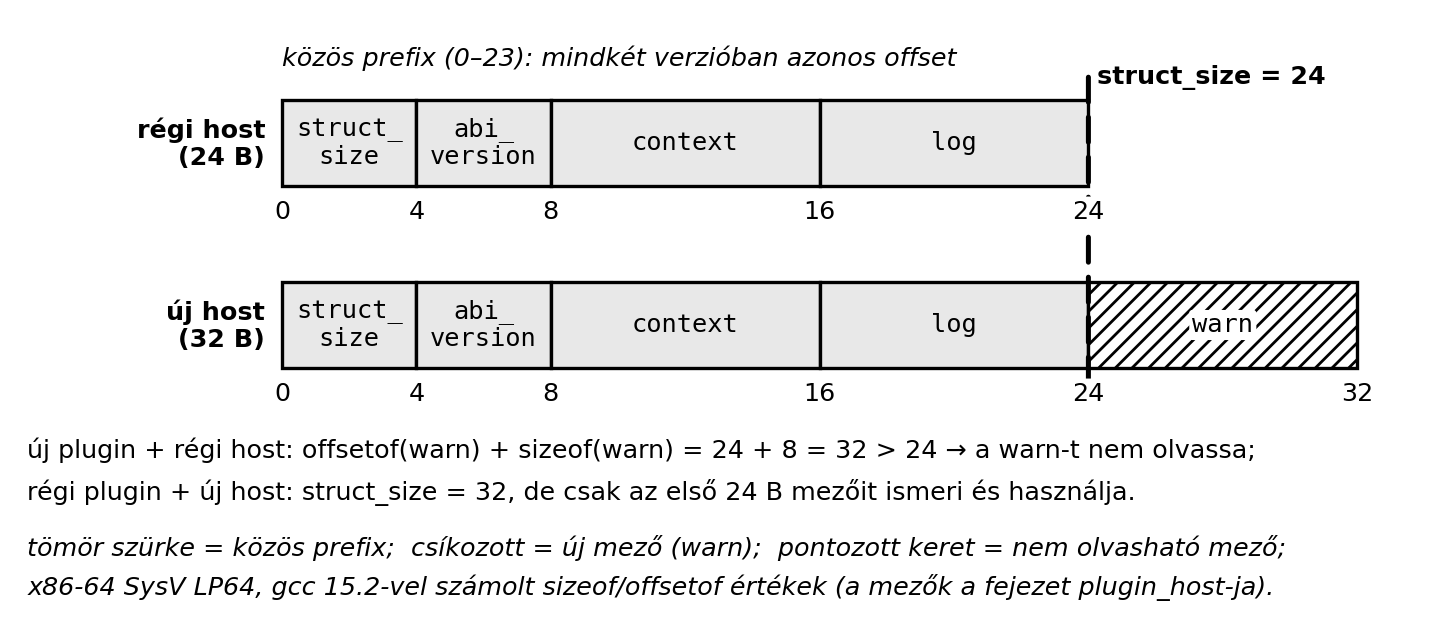 közös prefix (0–23): mindkét verzióban azonos offset
struct_size = 24
régi host
(24 B)
struct_
size
abi_
version
context
log
0 4 8 16 24
új host
(32 B)
struct_
size
abi_
version
context
log
warn
0 4 8 16 24 32
új plugin + régi host: offsetof(warn) + sizeof(warn) = 24 + 8 = 32 > 24 → a warn-t nem olvassa;
régi plugin + új host: struct_size = 32, de csak az első 24 B mezőit ismeri és használja.
tömör szürke = közös prefix; csíkozott = új mező (warn); pontozott keret = nem olvasható mező;
x86-64 SysV LP64, gcc 15.2-vel számolt sizeof/offsetof értékek (a mezők a fejezet plugin_host-ja).